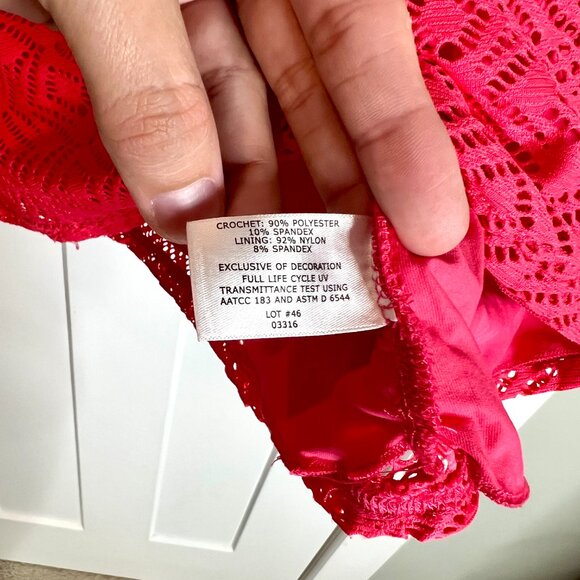 CROCHET: 90% POLYESTER
10% SPANDEX
LINING: 92% NYLON
8% SPANDEX
EXCLUSIVE OF DECORATION
FULL LIFE CYCLE UV
TRANSMITTANCE TEST USING
AATCC 183 AND ASTM D 6544
LOT #46
03316